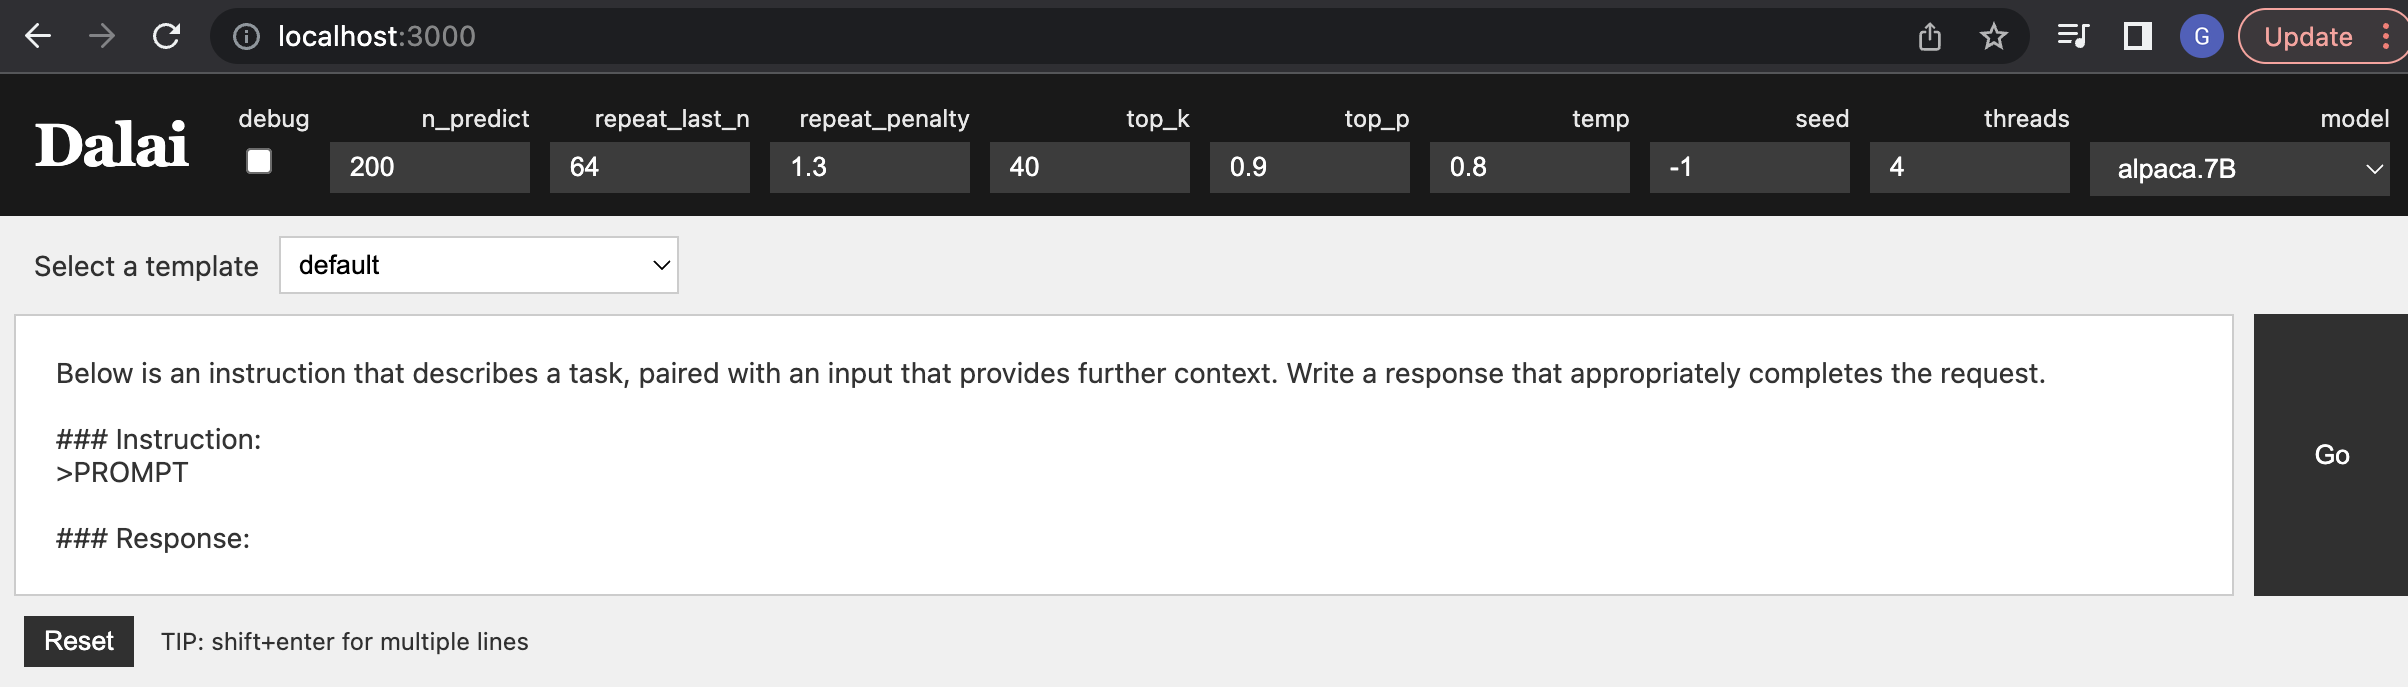 localhost:3000
G
Update
Dalai
debug
n_predict
repeat_last_n
repeat_penalty
top_k
top_p
temp
seed
threads
model
200
64
1.3
40
0.9
0.8
-1
4
alpaca.7B
Select a template
default
Below is an instruction that describes a task, paired with an input that provides further context. Write a response that appropriately completes the request.
### Instruction:
>PROMPT
### Response:
Go
Reset
TIP: shift+enter for multiple lines